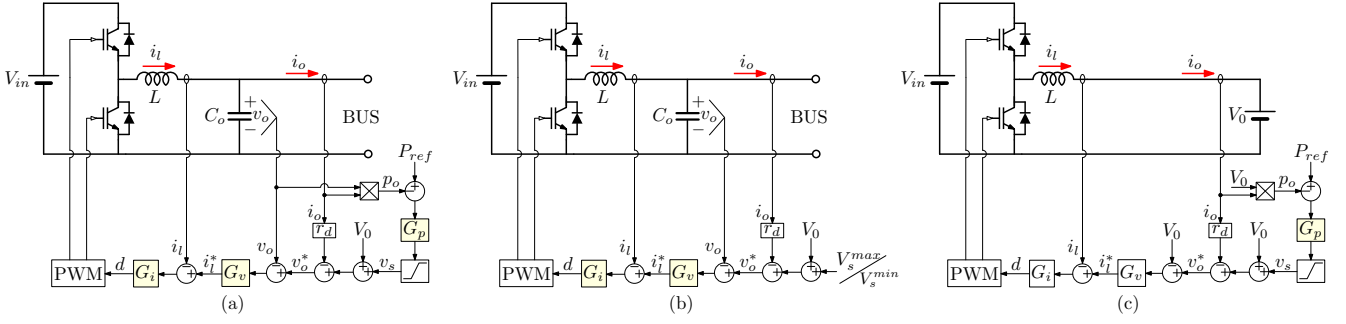 V_in
i_l
L
C_o
+
v_o
−
i_o
BUS
P_ref
p_o
i_o
r_d
G_p
i_l
v_o
v_o^*
V_0
v_s
PWM
d
G_i
i_l^*
G_v
(a)
V_in
i_l
L
C_o
+
v_o
−
i_o
BUS
i_o
r_d
i_l
v_o
v_o^*
V_0
PWM
d
G_i
i_l^*
G_v
V_s^max
V_s^min
(b)
V_in
i_l
L
i_o
V_0
P_ref
V_0
p_o
i_o
r_d
G_p
i_l
V_0
v_o^*
V_0
v_s
PWM
d
G_i
i_l^*
G_v
(c)